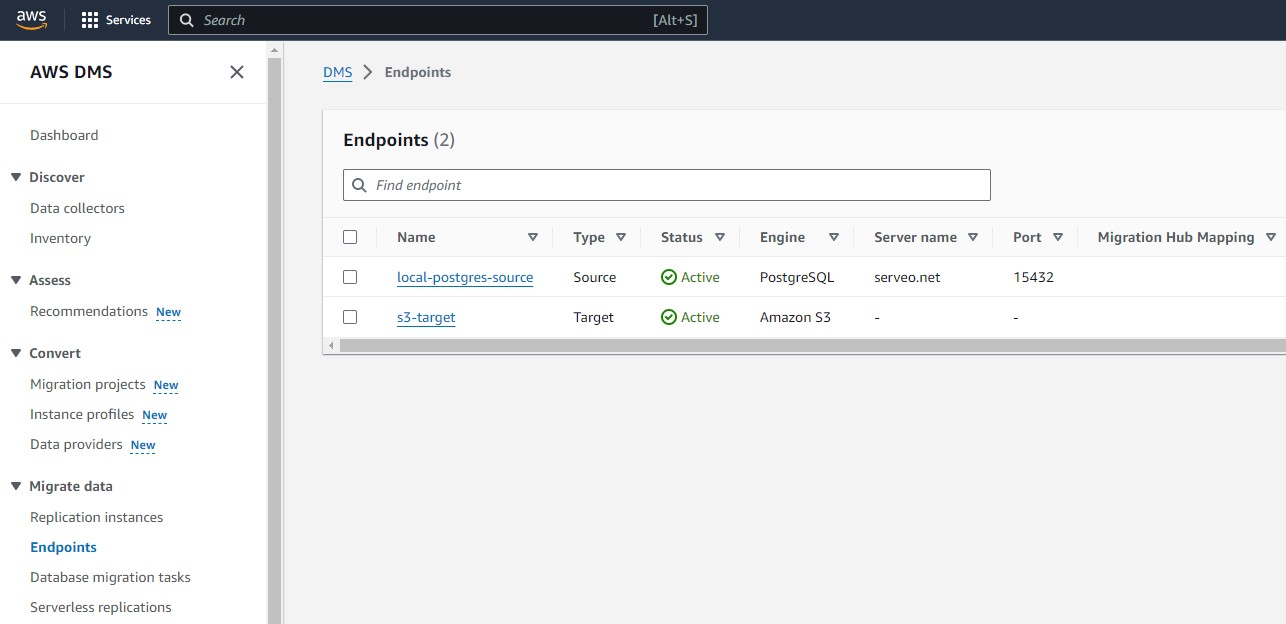 aws Services Search [Alt+S]
AWS DMS
Dashboard
Discover
Data collectors
Inventory
Assess
Recommendations New
Convert
Migration projects New
Instance profiles New
Data providers New
Migrate data
Replication instances
Endpoints
Database migration tasks
Serverless replications
DMS Endpoints
Endpoints (2)
Find endpoint
Name Type Status Engine Server name Port Migration Hub Mapping
local-postgres-source Source Active PostgreSQL serveo.net 15432
s3-target Target Active Amazon S3 - -